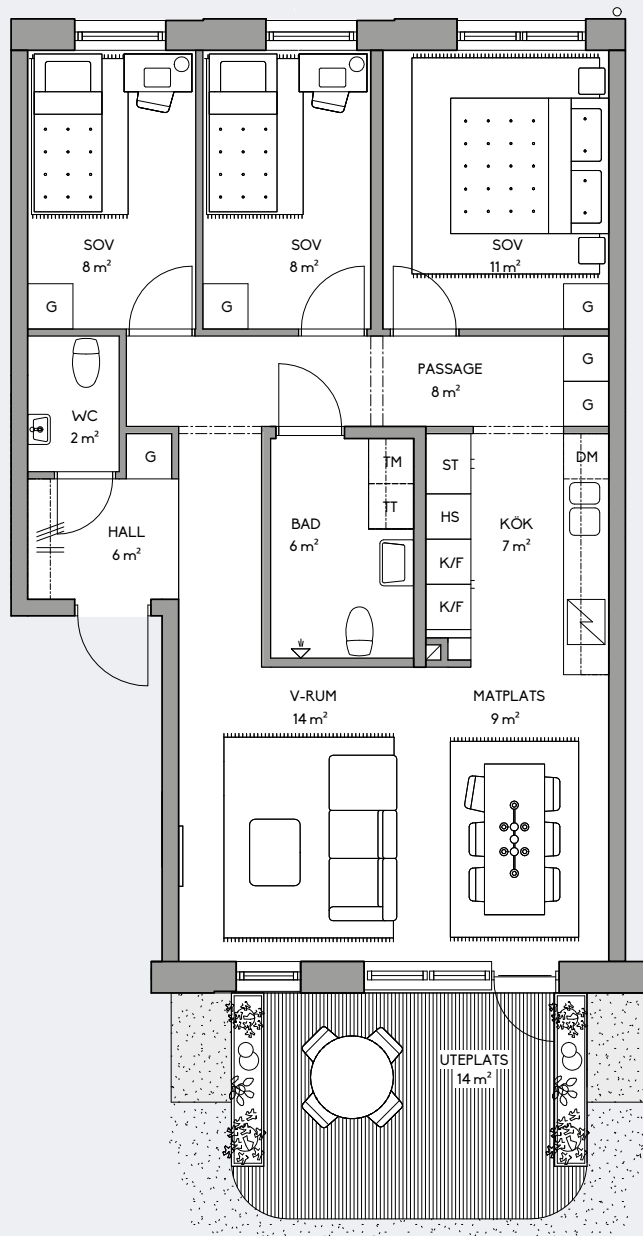 SOV
8 m²
SOV
8 m²
SOV
11 m²
G
G
G
PASSAGE
8 m²
G
G
WC
2 m²
G
HALL
6 m²
BAD
6 m²
TM
TT
ST
HS
K/F
K/F
KÖK
7 m²
DM
V-RUM
14 m²
MATPLATS
9 m²
UTEPLATS
14 m²